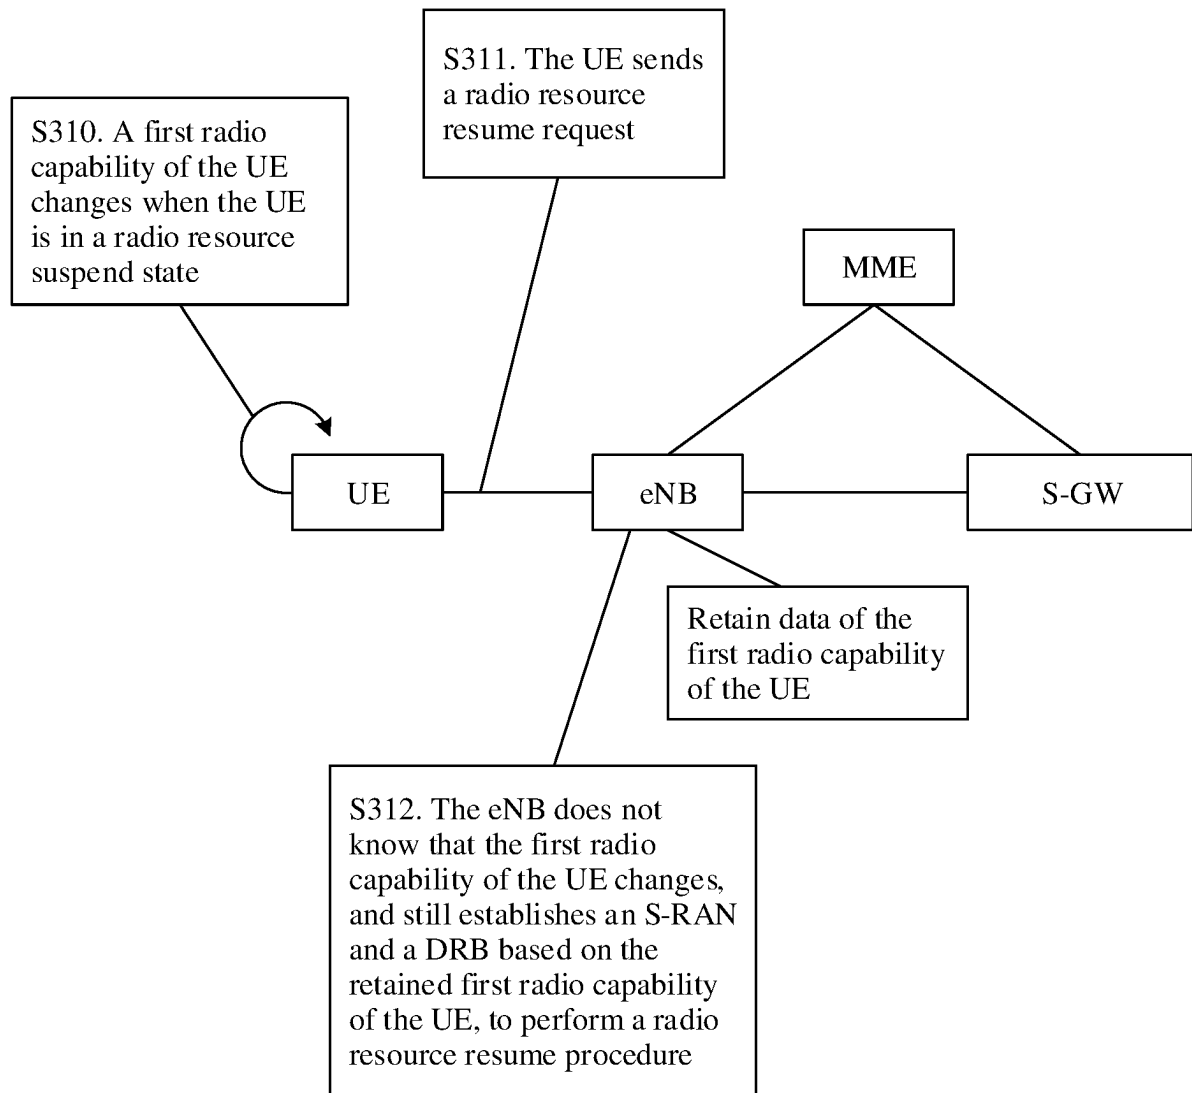 S311. The UE sends
a radio resource
resume request
S310. A first radio
capability of the UE
changes when the UE
is in a radio resource
suspend state
MME
UE
eNB
S-GW
Retain data of the
first radio capability
of the UE
S312. The eNB does not
know that the first radio
capability of the UE changes,
and still establishes an S-RAN
and a DRB based on the
retained first radio capability
of the UE, to perform a radio
resource resume procedure